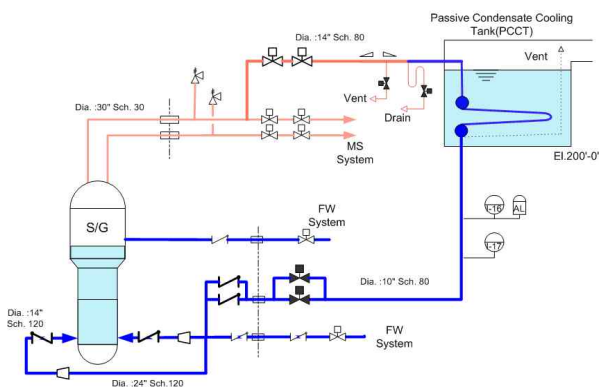 Passive Condensate Cooling
Tank(PCCT)
Dia. :14" Sch. 80
Vent
Dia. :30" Sch. 30
Vent
Drain
MS
System
El.200'-0"
S/G
FW
System
I-16
AL
I-17
Dia. :10" Sch. 80
Dia. :14"
Sch. 120
FW
System
Dia. :24" Sch.120